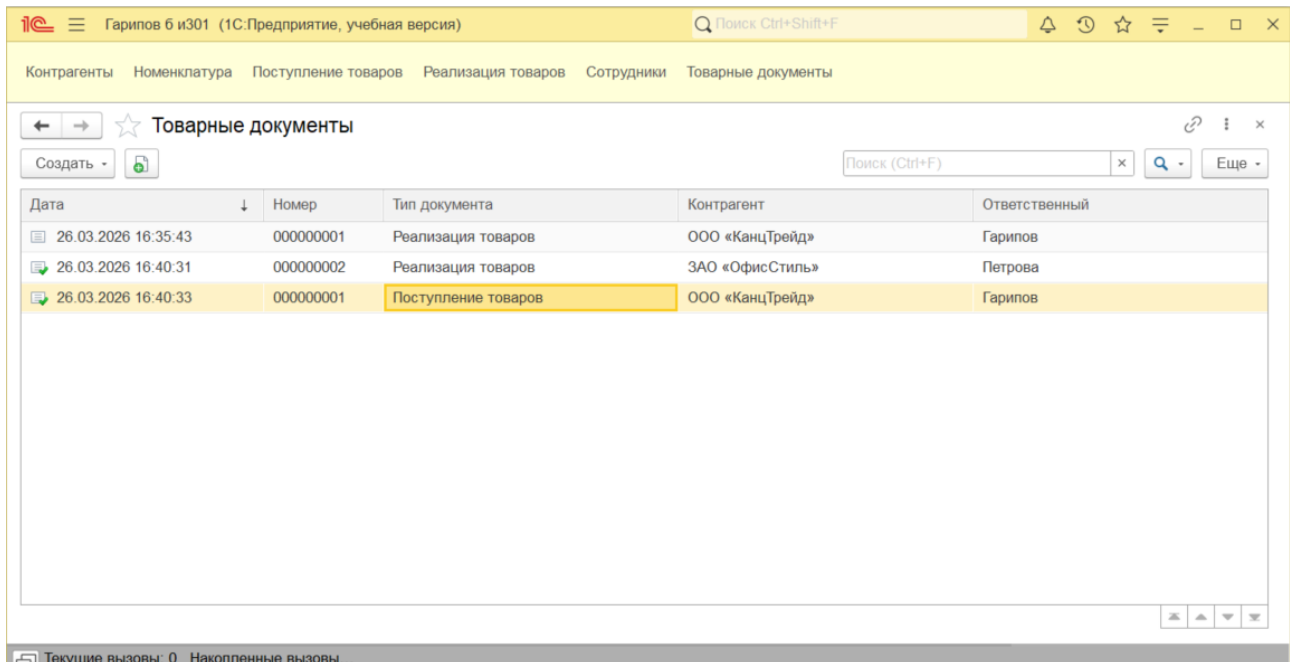 1С Гарипов 6 и301 (1С:Предприятие, учебная версия) Поиск Ctrl+Shift+F
Контрагенты Номенклатура Поступление товаров Реализация товаров Сотрудники Товарные документы
Товарные документы
Создать Поиск (Ctrl+F) Еще
Дата Номер Тип документа Контрагент Ответственный
26.03.2026 16:35:43 000000001 Реализация товаров ООО «КанцТрейд» Гарипов
26.03.2026 16:40:31 000000002 Реализация товаров ЗАО «ОфисСтиль» Петрова
26.03.2026 16:40:33 000000001 Поступление товаров ООО «КанцТрейд» Гарипов
Текущие вызовы: 0 Накопленные вызовы